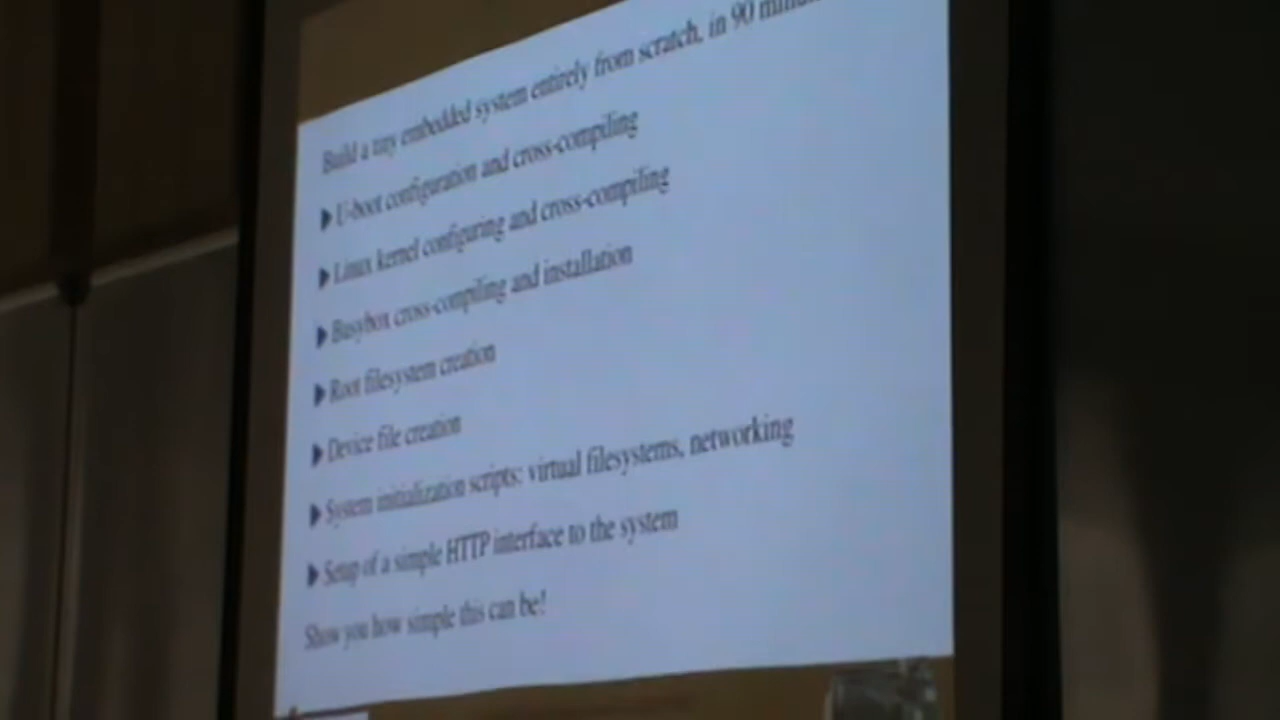 Build a tiny embedded system entirely from scratch, in 90
U-boot configuration and cross-compiling
Linux kernel configuring and cross-compiling
Busybox cross-compiling and installation
Root filesystem creation
Device file creation
System initialization scripts: virtual filesystems, networking
Setup of a simple HTTP interface to the system
Show you how simple this can be!